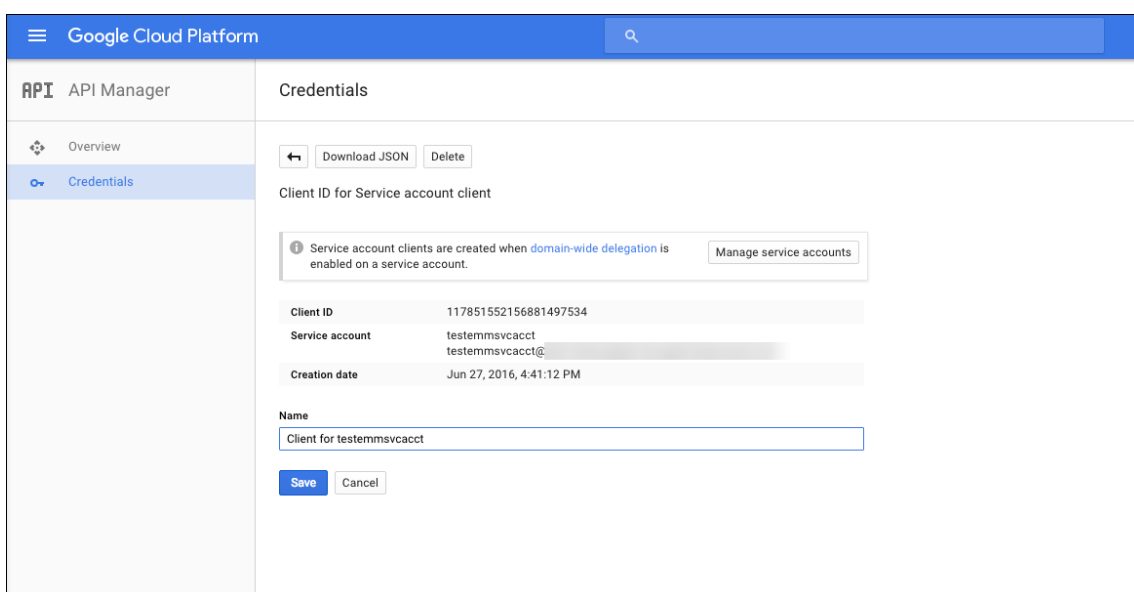 Google Cloud Platform
API API Manager
Credentials
Overview
Credentials
Download JSON Delete
Client ID for Service account client
Service account clients are created when domain-wide delegation is
enabled on a service account.
Manage service accounts
Client ID 117851552156881497534
Service account testemmsvcacct
testemmsvcacct@
Creation date Jun 27, 2016, 4:41:12 PM
Name
Client for testemmsvcacct
Save Cancel